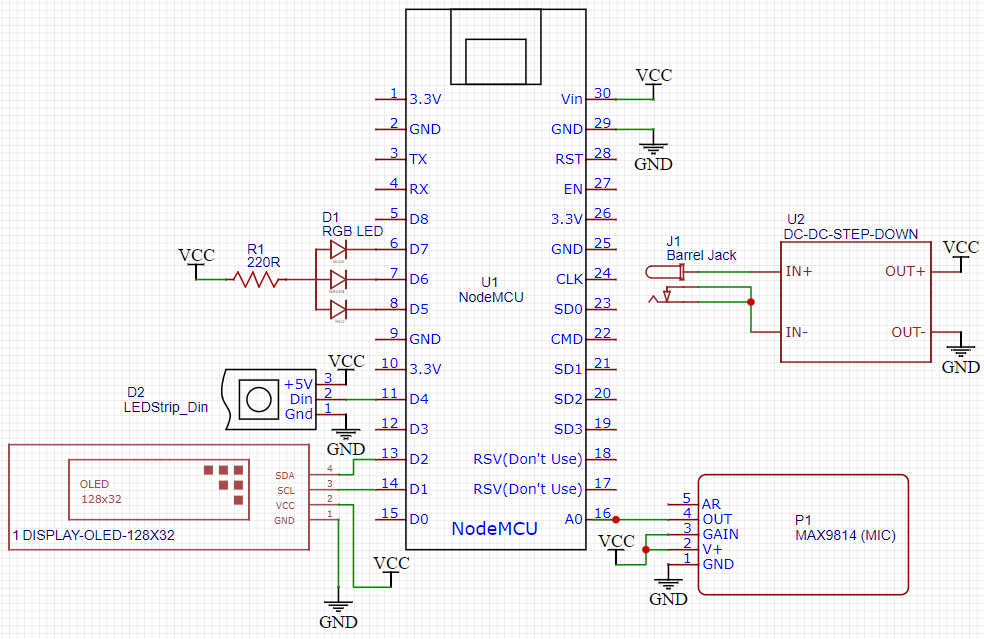 VCC
1 3.3V
2 GND
3 TX
4 RX
5 D8
6 D7
7 D6
8 D5
9 GND
10 3.3V
11 D4
12 D3
13 D2
14 D1
15 D0
U1
NodeMCU
NodeMCU
Vin 30
GND 29
RST 28
EN 27
3.3V 26
GND 25
CLK 24
SD0 23
CMD 22
SD1 21
SD2 20
SD3 19
RSV(Don't Use) 18
RSV(Don't Use) 17
A0 16
GND
D1
RGB LED
VCC
R1
220R
J1
Barrel Jack
U2
DC-DC-STEP-DOWN
IN+ OUT+
IN- OUT-
VCC
GND
D2
LEDStrip_Din
+5V 3
Din 2
Gnd 1
VCC
GND
OLED
128x32
SDA 4
SCL 3
VCC 2
GND 1
1 DISPLAY-OLED-128X32
VCC
GND
VCC
GND
5 AR
4 OUT
3 GAIN
2 V+
1 GND
P1
MAX9814 (MIC)